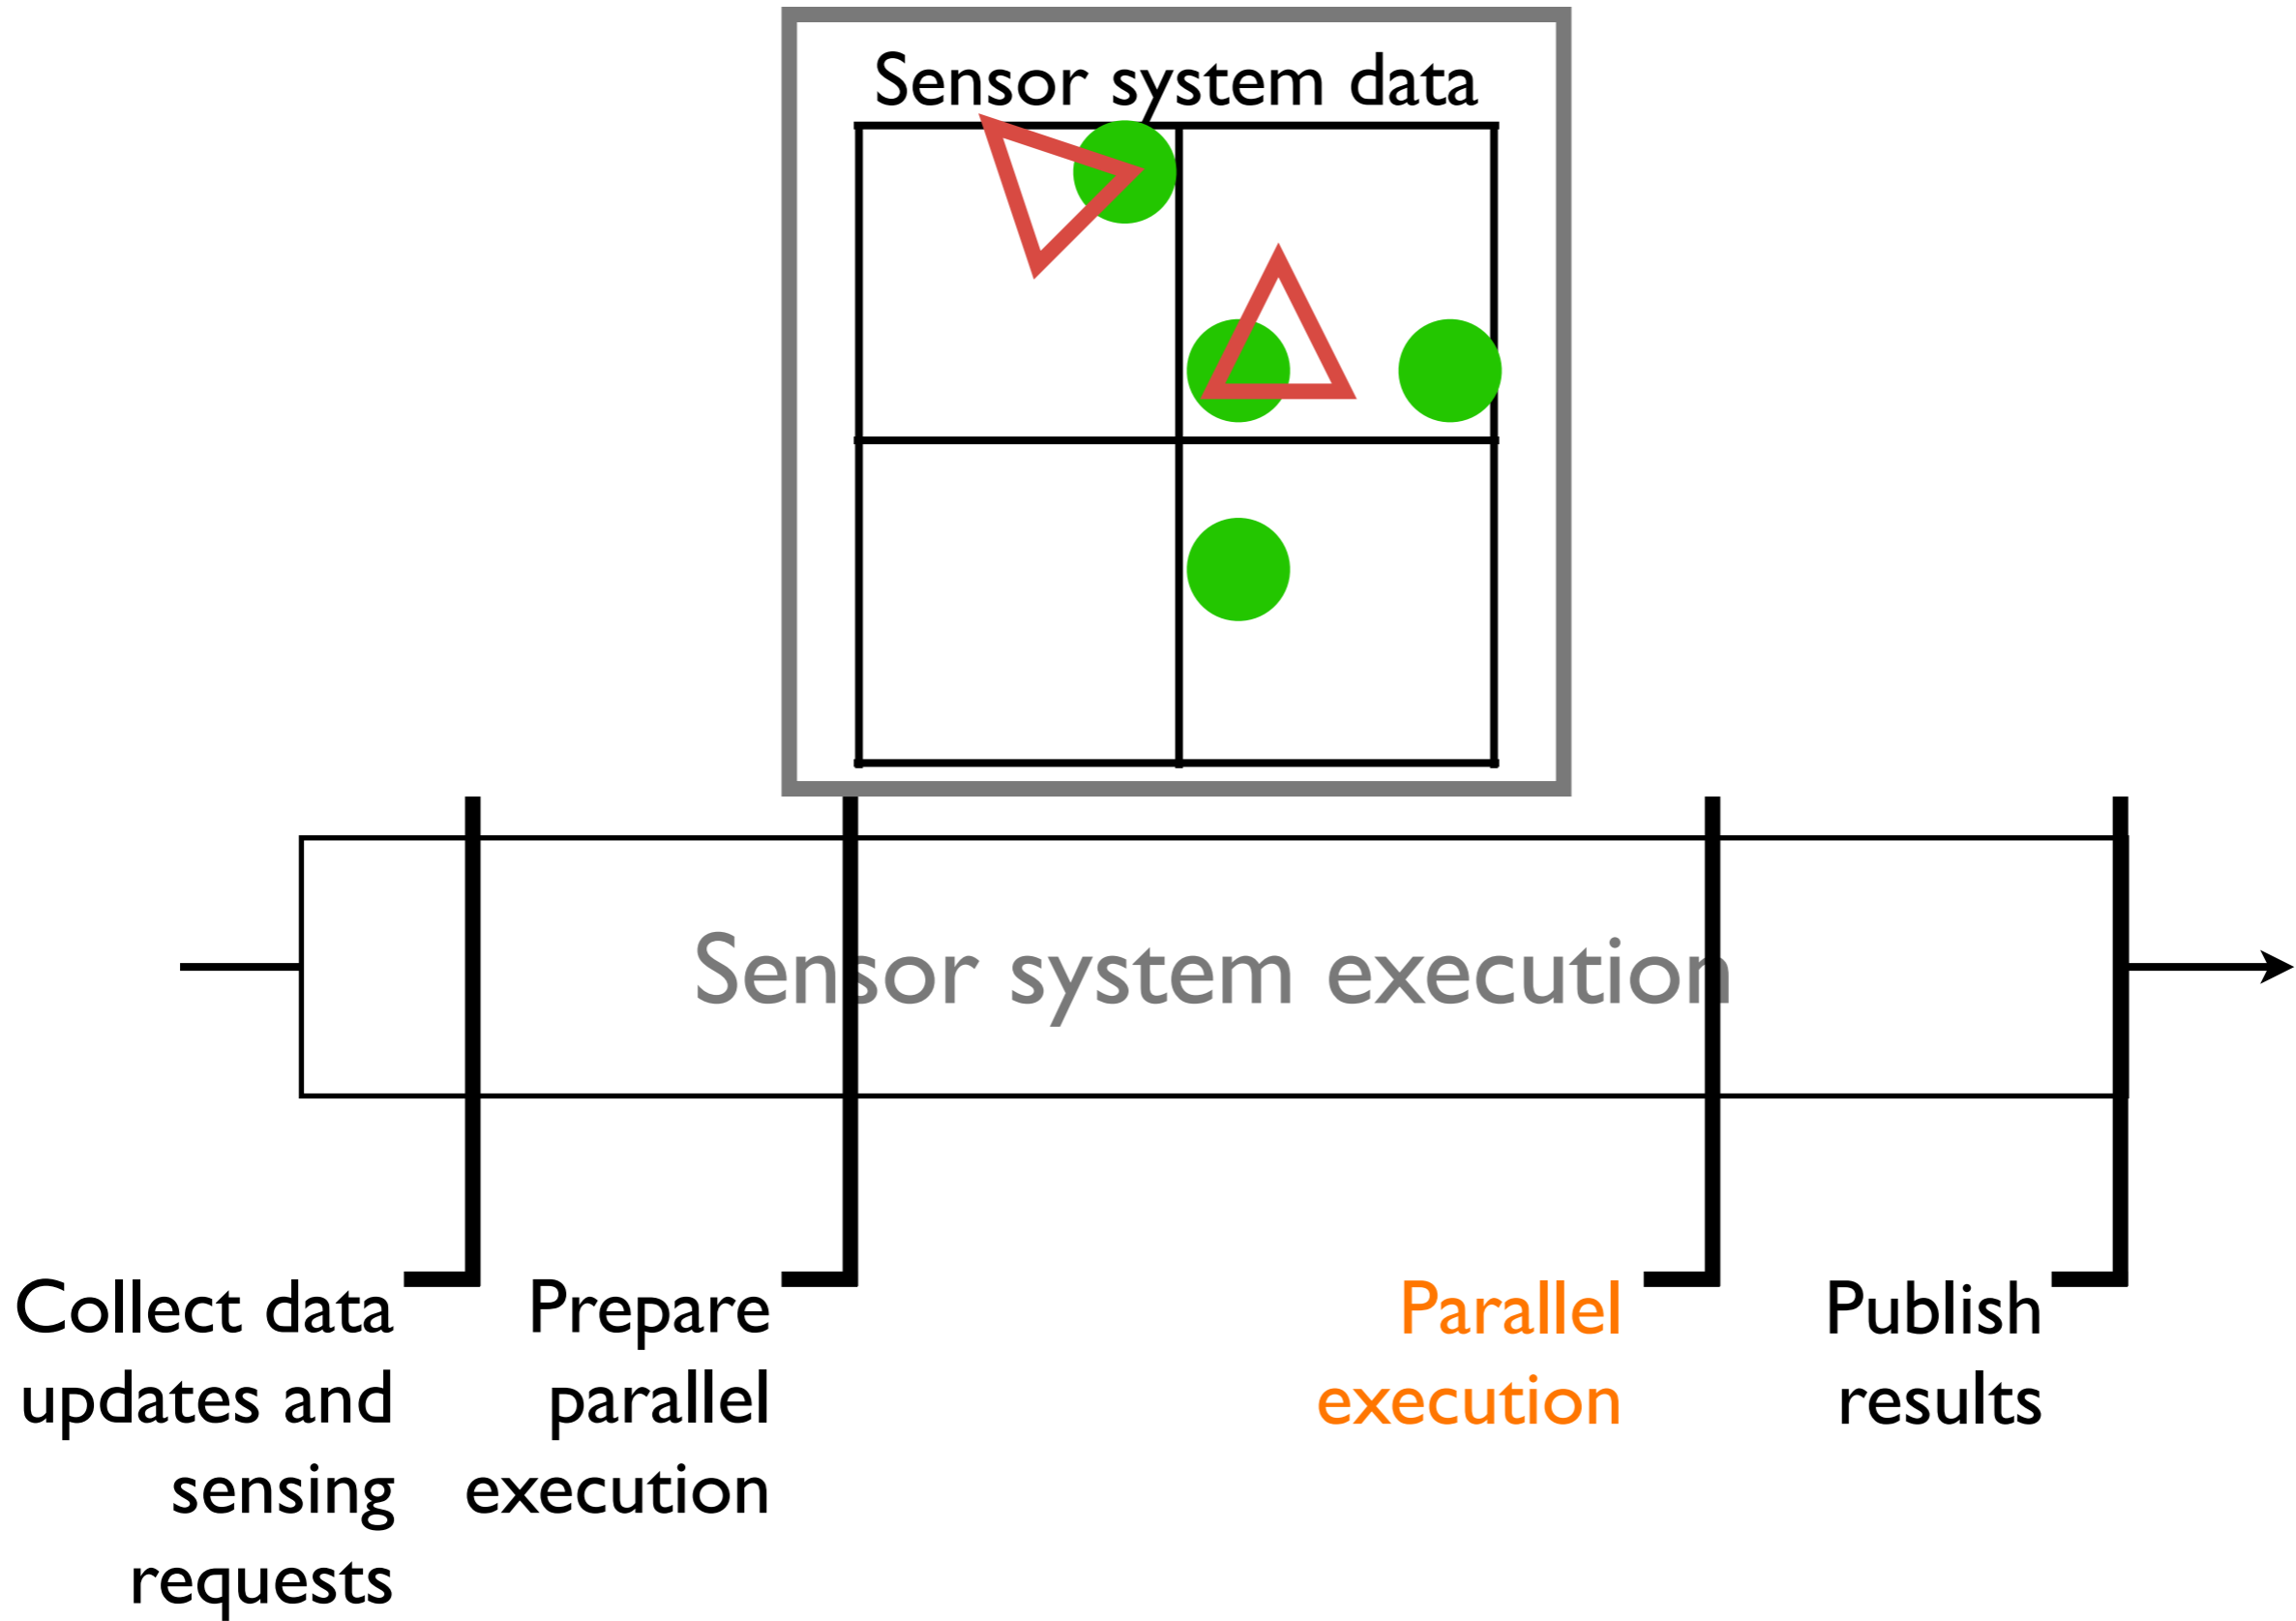 Sensor system data
Sensor system execution
Collect data
updates and
sensing
requests
Prepare
parallel
execution
Parallel
execution
Publish
results